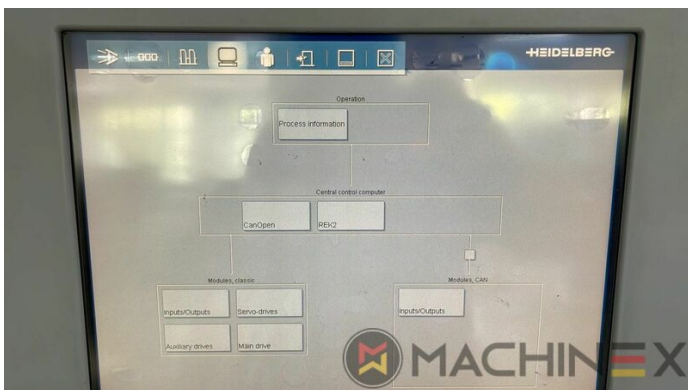 -HEIDELBERG-
Operation
Process information
Central control computer
CanOpen
REK2
Modules, classic
Modules, CAN
Inputs/Outputs
Servo-drives
Inputs/Outputs
Auxiliary drives
Main drive
MACHINEX